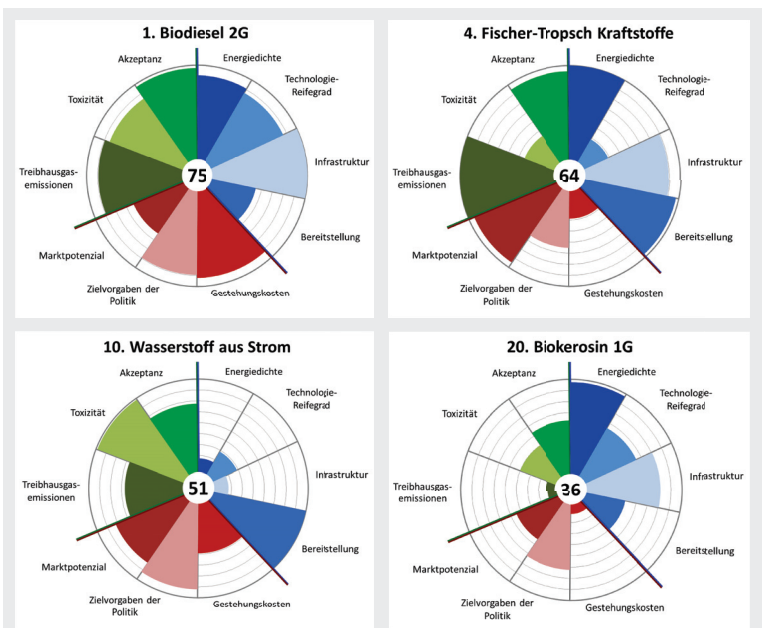 1. Biodiesel 2G
Akzeptanz
Energiedichte
Technologie-
Reifegrad
Toxizität
Infrastruktur
Treibhausgas-
emissionen
75
Bereitstellung
Marktpotenzial
Zielvorgaben der
Politik
Gestehungskosten
4. Fischer-Tropsch Kraftstoffe
Akzeptanz
Energiedichte
Technologie-
Reifegrad
Toxizität
Infrastruktur
Treibhausgas-
emissionen
64
Bereitstellung
Marktpotenzial
Zielvorgaben der
Politik
Gestehungskosten
10. Wasserstoff aus Strom
Akzeptanz
Energiedichte
Technologie-
Reifegrad
Toxizität
Infrastruktur
Treibhausgas-
emissionen
51
Bereitstellung
Marktpotenzial
Zielvorgaben der
Politik
Gestehungskosten
20. Biokerosin 1G
Akzeptanz
Energiedichte
Technologie-
Reifegrad
Toxizität
Infrastruktur
Treibhausgas-
emissionen
36
Bereitstellung
Marktpotenzial
Zielvorgaben der
Politik
Gestehungskosten